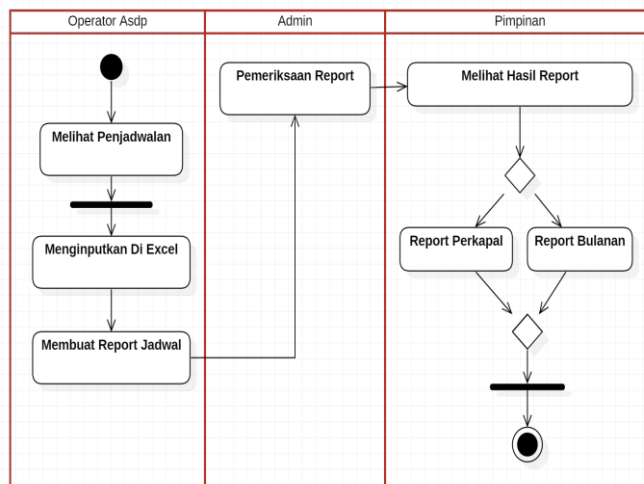 Operator Asdp
Admin
Pimpinan
Melihat Penjadwalan
Menginputkan Di Excel
Membuat Report Jadwal
Pemeriksaan Report
Melihat Hasil Report
Report Perkapal
Report Bulanan